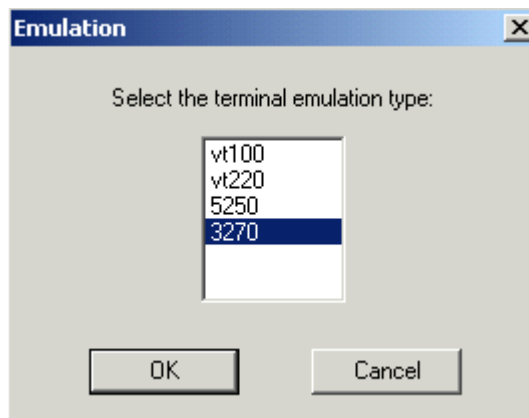 Emulation
Select the terminal emulation type:
vt100
vt220
5250
3270
OK
Cancel